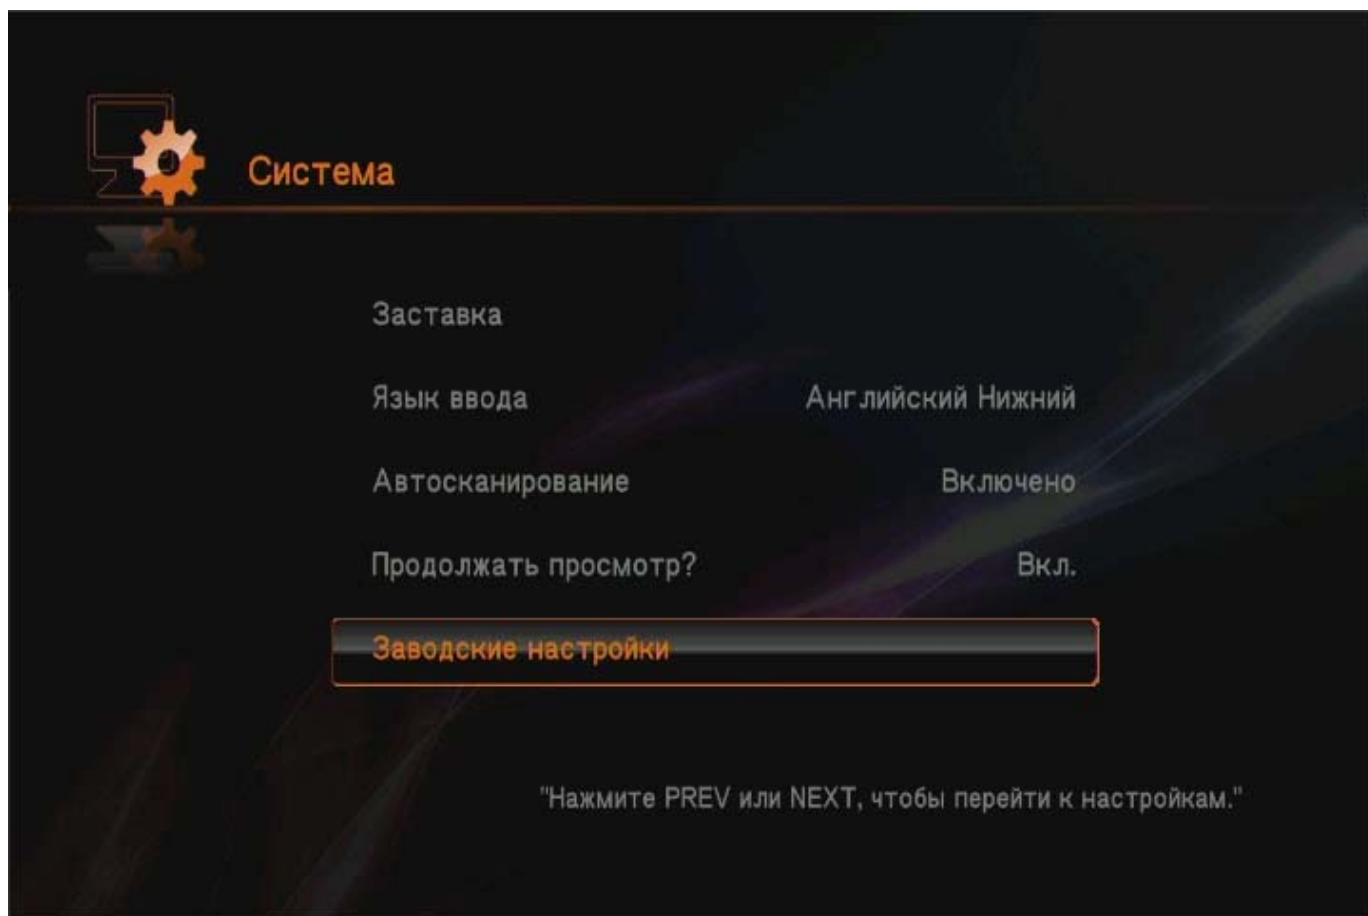 Система
Заставка
Язык ввода Английский Нижний
Автосканирование Включено
Продолжать просмотр? Вкл.
Заводские настройки
"Нажмите PREV или NEXT, чтобы перейти к настройкам."